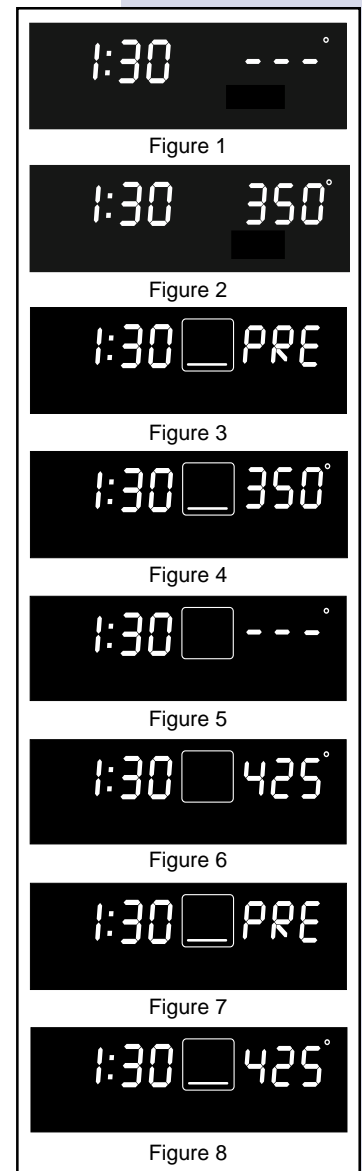 1:30 - - -°
Figure 1
1:30 350°
Figure 2
1:30 PRE
Figure 3
1:30 350°
Figure 4
1:30 - - -°
Figure 5
1:30 425°
Figure 6
1:30 PRE
Figure 7
1:30 425°
Figure 8